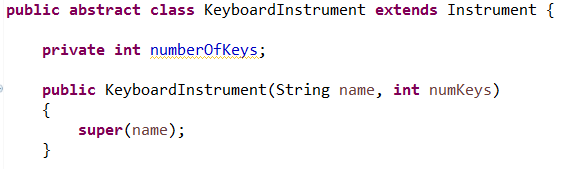 public abstract class KeyboardInstrument extends Instrument {
private int numberOfKeys;
public KeyboardInstrument(String name, int numKeys)
{
super(name);
}